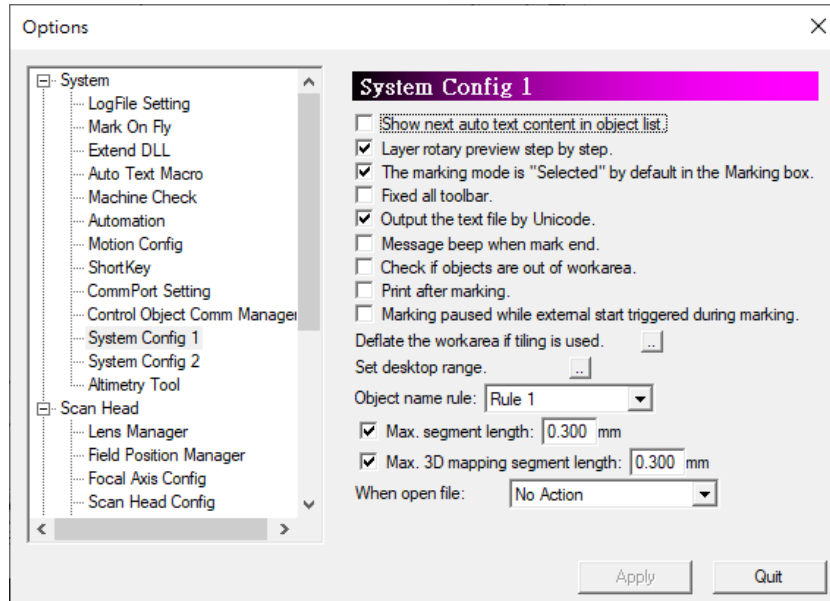 Options
System
LogFile Setting
Mark On Fly
Extend DLL
Auto Text Macro
Machine Check
Automation
Motion Config
ShortKey
CommPort Setting
Control Object Comm Manager
System Config 1
System Config 2
Altimetry Tool
Scan Head
Lens Manager
Field Position Manager
Focal Axis Config
Scan Head Config
System Config 1
Show next auto text content in object list.
Layer rotary preview step by step.
The marking mode is "Selected" by default in the Marking box.
Fixed all toolbar.
Output the text file by Unicode.
Message beep when mark end.
Check if objects are out of workarea.
Print after marking.
Marking paused while external start triggered during marking.
Deflate the workarea if tiling is used. ..
Set desktop range. ..
Object name rule: Rule 1
Max. segment length: 0.300 mm
Max. 3D mapping segment length: 0.300 mm
When open file: No Action
Apply Quit